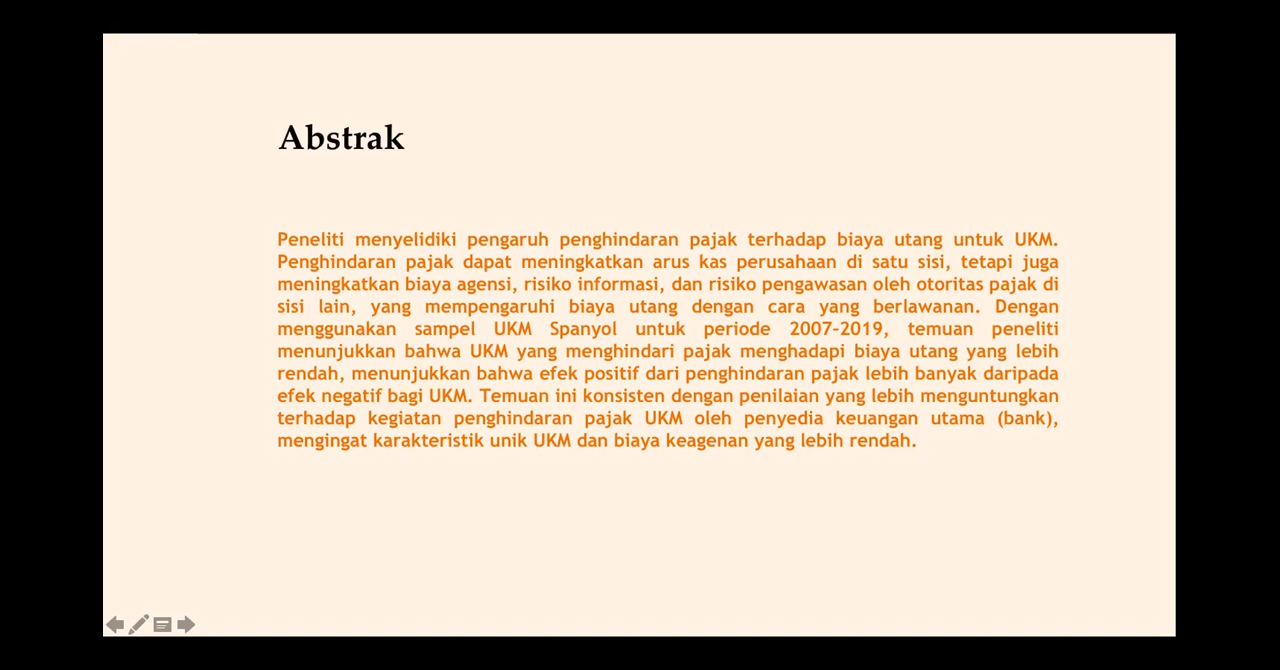 Abstrak
Peneliti menyelidiki pengaruh penghindaran pajak terhadap biaya utang untuk UKM.
Penghindaran pajak dapat meningkatkan arus kas perusahaan di satu sisi, tetapi juga
meningkatkan biaya agensi, risiko informasi, dan risiko pengawasan oleh otoritas pajak di
sisi lain, yang mempengaruhi biaya utang dengan cara yang berlawanan. Dengan
menggunakan sampel UKM Spanyol untuk periode 2007-2019, temuan peneliti
menunjukkan bahwa UKM yang menghindari pajak menghadapi biaya utang yang lebih
rendah, menunjukkan bahwa efek positif dari penghindaran pajak lebih banyak daripada
efek negatif bagi UKM. Temuan ini konsisten dengan penilaian yang lebih menguntungkan
terhadap kegiatan penghindaran pajak UKM oleh penyedia keuangan utama (bank),
mengingat karakteristik unik UKM dan biaya keagenan yang lebih rendah.